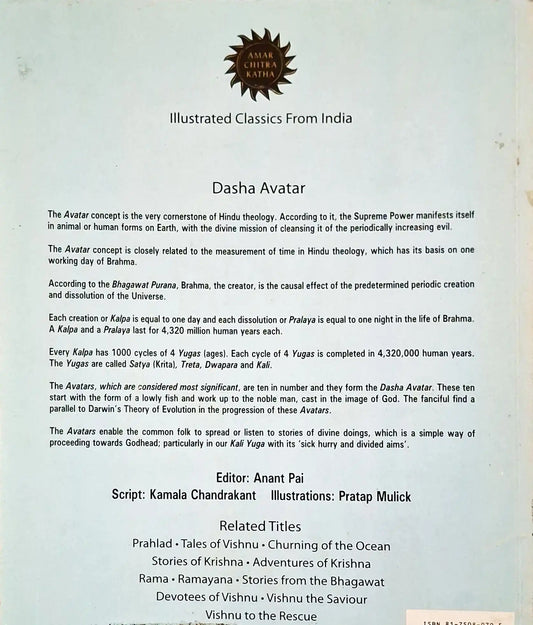 AMAR
CHITRA
KATHA
Illustrated Classics From India
Dasha Avatar
The Avatar concept is the very cornerstone of Hindu theology. According to it, the Supreme Power manifests itself
in animal or human forms on Earth, with the divine mission of cleansing it of the periodically increasing evil.
The Avatar concept is closely related to the measurement of time in Hindu theology, which has its basis on one
working day of Brahma.
According to the Bhagawat Purana, Brahma, the creator, is the causal effect of the predetermined periodic creation
and dissolution of the Universe.
Each creation or Kalpa is equal to one day and each dissolution or Pralaya is equal to one night in the life of Brahma.
A Kalpa and a Pralaya last for 4,320 million human years each.
Every Kalpa has 1000 cycles of 4 Yugas (ages). Each cycle of 4 Yugas is completed in 4,320,000 human years.
The Yugas are called Satya (Krita), Treta, Dwapara and Kali.
The Avatars, which are considered most significant, are ten in number and they form the Dasha Avatar. These ten
start with the form of a lowly fish and work up to the noble man, cast in the image of God. The fanciful find a
parallel to Darwin's Theory of Evolution in the progression of these Avatars.
The Avatars enable the common folk to spread or listen to stories of divine doings, which is a simple way of
proceeding towards Godhead; particularly in our Kali Yuga with its 'sick hurry and divided aims'.
Editor: Anant Pai
Script: Kamala Chandrakant Illustrations: Pratap Mulick
Related Titles
Prahlad • Tales of Vishnu • Churning of the Ocean
Stories of Krishna • Adventures of Krishna
Rama • Ramayana • Stories from the Bhagawat
Devotees of Vishnu • Vishnu the Saviour
Vishnu to the Rescue
ISBN